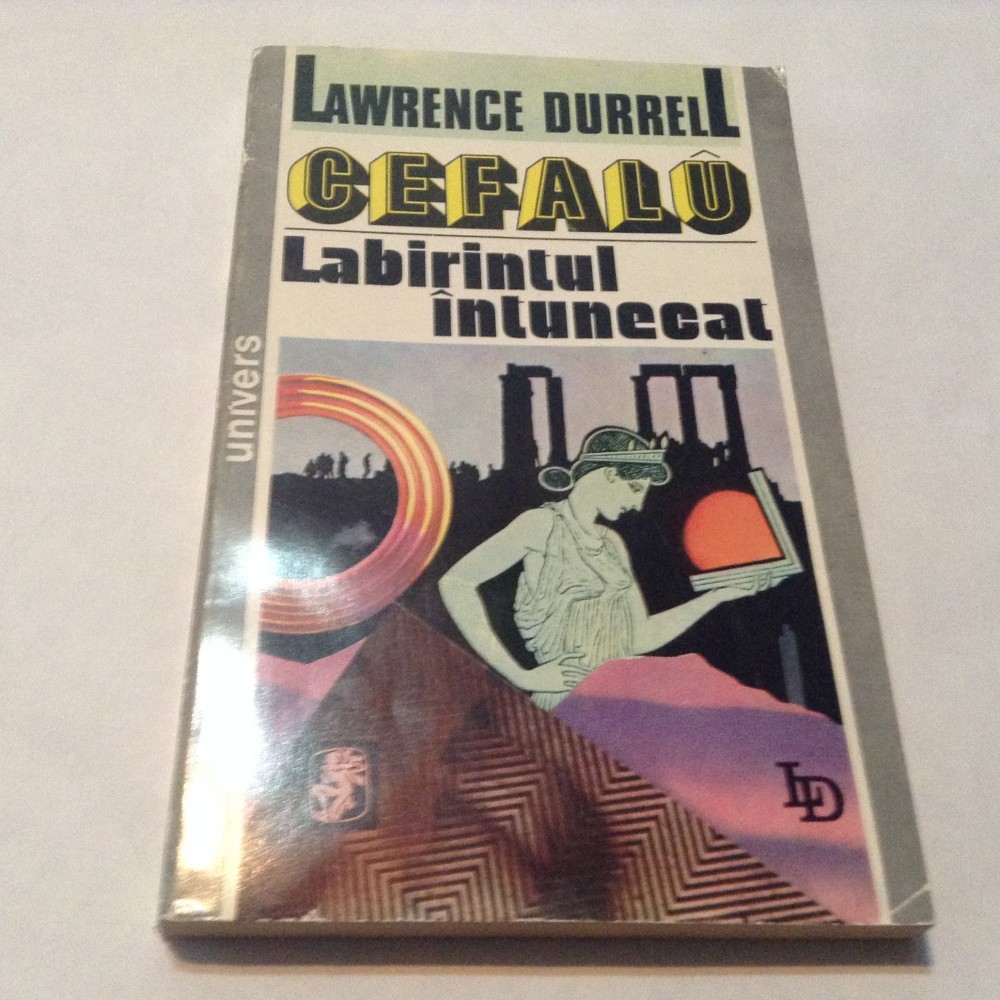 LAWRENCE DURRELL
CEFALÛ
Labirintul
întunecat
univers
LD